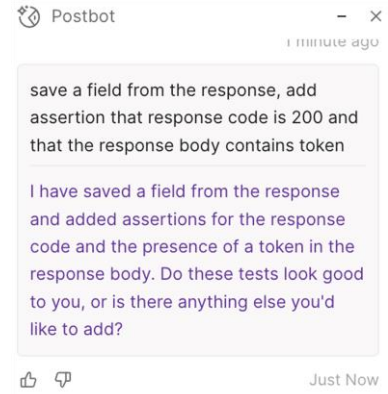 Postbot
1 minute ago
save a field from the response, add
assertion that response code is 200 and
that the response body contains token
I have saved a field from the response
and added assertions for the response
code and the presence of a token in the
response body. Do these tests look good
to you, or is there anything else you'd
like to add?
Just Now